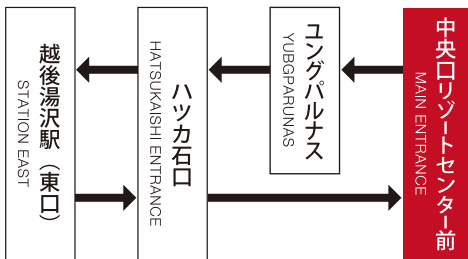 越後湯沢駅（東口）
STATION EAST
ハツカ石口
HATSUKAISHI ENTRANCE
ユングパルナス
YUBGPARUNAS
中央口リゾートセンター前
MAIN ENTRANCE